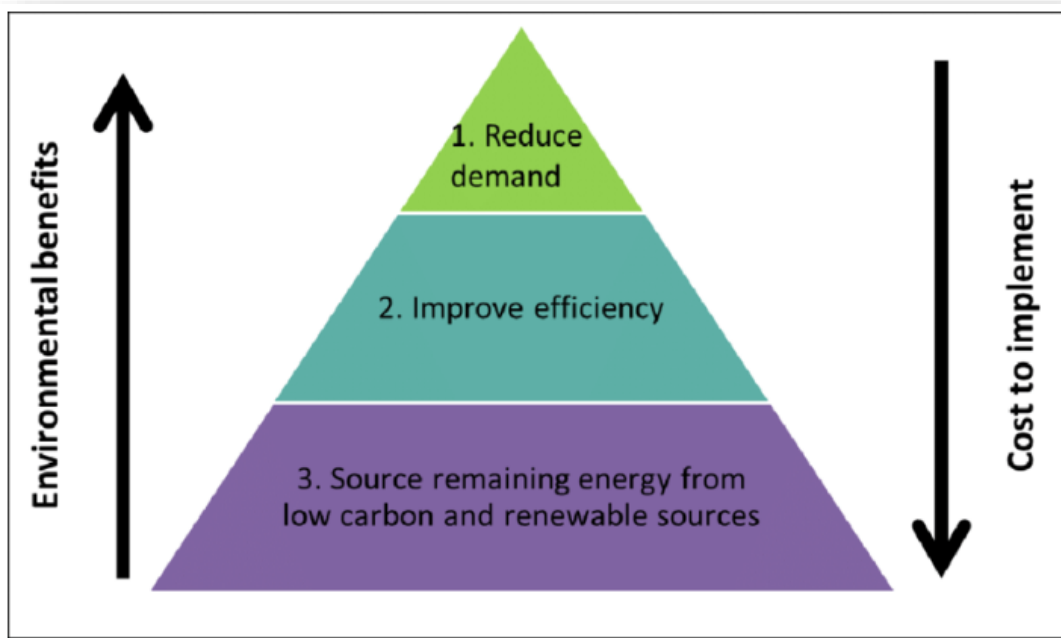 Environmental benefits
1. Reduce
demand
2. Improve efficiency
3. Source remaining energy from
low carbon and renewable sources
Cost to implement